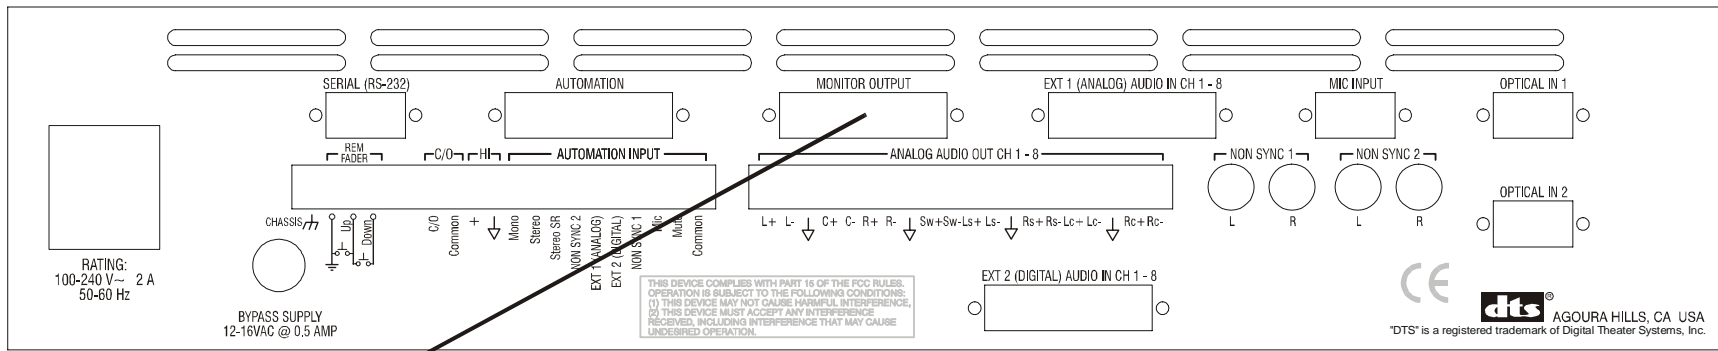 SERIAL (RS-232)
AUTOMATION
MONITOR OUTPUT
EXT 1 (ANALOG) AUDIO IN CH 1 - 8
MIC INPUT
OPTICAL IN 1
REM
FADER
C/O
HI
AUTOMATION INPUT
ANALOG AUDIO OUT CH 1 - 8
NON SYNC 1
NON SYNC 2
OPTICAL IN 2
CHASSIS
Up
Down
C/O
Common
+
Mono
Stereo
Stereo SR
NON SYNC 2
EXT 1 (ANALOG)
EXT 2 (DIGITAL)
NON SYNC 1
Mic
Mute
Common
L+ L- C+ C- R+ R- Sw+ Sw- Ls+ Ls- Rs+ Rs- Lc+ Lc- Rc+ Rc-
L R L R
RATING:
100-240 V~ 2 A
50-60 Hz
BYPASS SUPPLY
12-16VAC @ 0.5 AMP
THIS DEVICE COMPLIES WITH PART 15 OF THE FCC RULES.
OPERATION IS SUBJECT TO THE FOLLOWING CONDITIONS:
(1) THIS DEVICE MAY NOT CAUSE HARMFUL INTERFERENCE,
(2) THIS DEVICE MUST ACCEPT ANY INTERFERENCE
RECEIVED, INCLUDING INTERFERENCE THAT MAY CAUSE
UNDESIRED OPERATION.
EXT 2 (DIGITAL) AUDIO IN CH 1 - 8
CE
dts® AGOURA HILLS, CA USA
"DTS" is a registered trademark of Digital Theater Systems, Inc.